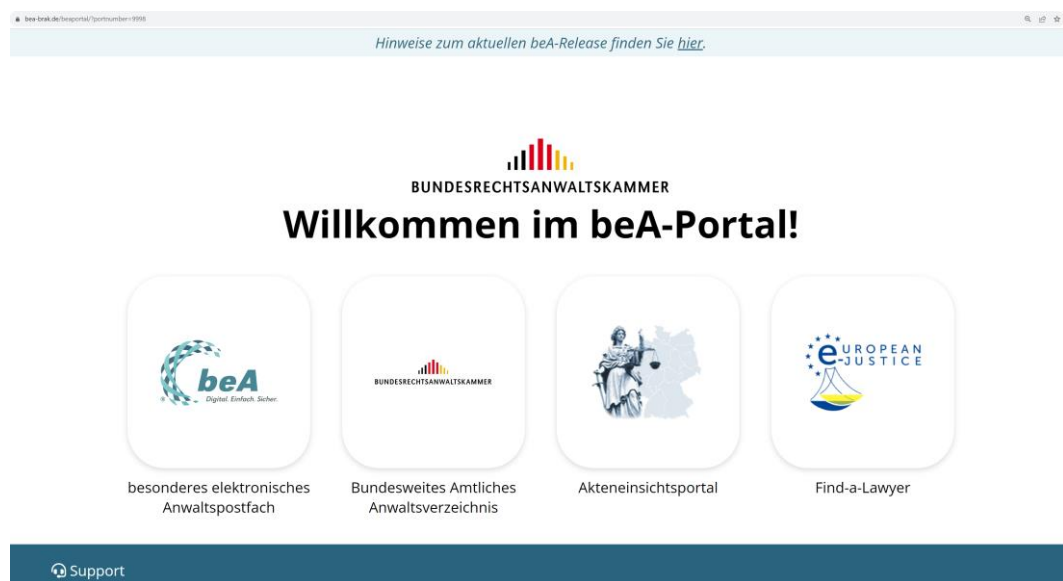 bea-brak.de/beaportal/?portnumber=9998
Hinweise zum aktuellen beA-Release finden Sie hier.
BUNDESRECHTSANWALTSKAMMER
Willkommen im beA-Portal!
beA
Digital. Einfach. Sicher.
BUNDESRECHTSANWALTSKAMMER
EUROPEAN
E-JUSTICE
besonderes elektronisches
Anwaltspostfach
Bundesweites Amtliches
Anwaltsverzeichnis
Akteneinsichtsportal
Find-a-Lawyer
Support